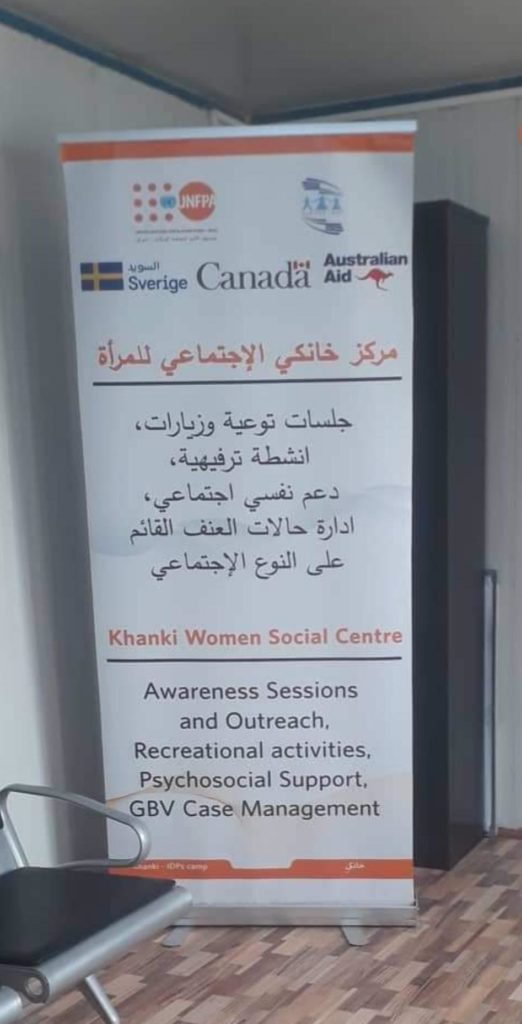 UNFPA
السويد
Sverige
Canada
Australian
Aid
مركز خانكي الإجتماعي للمرأة
جلسات توعية وزيارات،
انشطة ترفيهية،
دعم نفسي اجتماعي،
ادارة حالات العنف القائم
على النوع الإجتماعي
Khanki Women Social Centre
Awareness Sessions
and Outreach,
Recreational activities,
Psychosocial Support,
GBV Case Management
Khanki - IDPs camp
خانكي